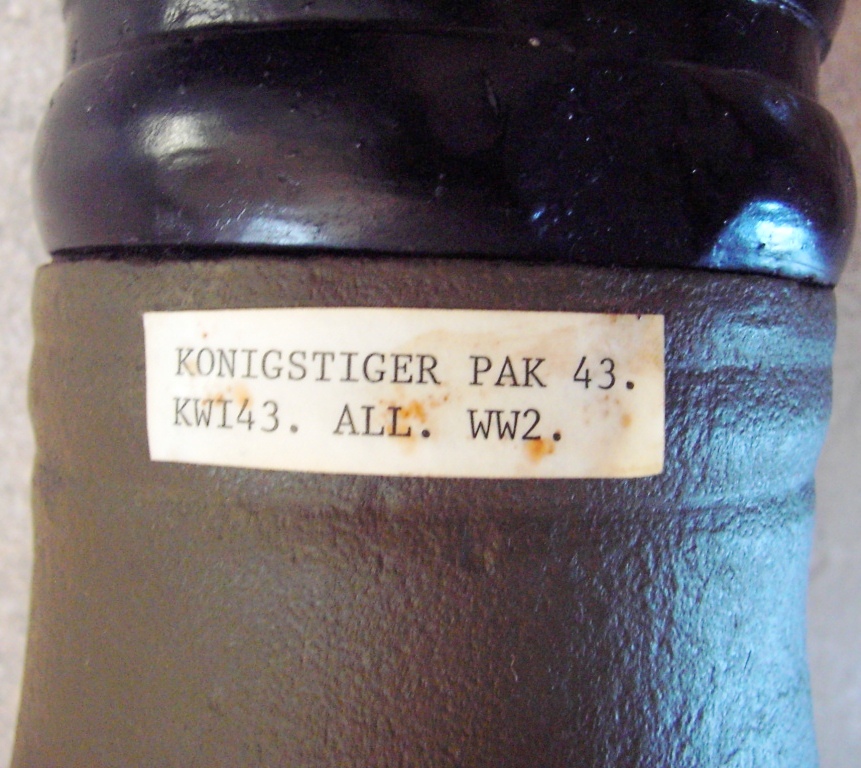 KONIGSTIGER PAK 43.
KWI43. ALL. WW2.